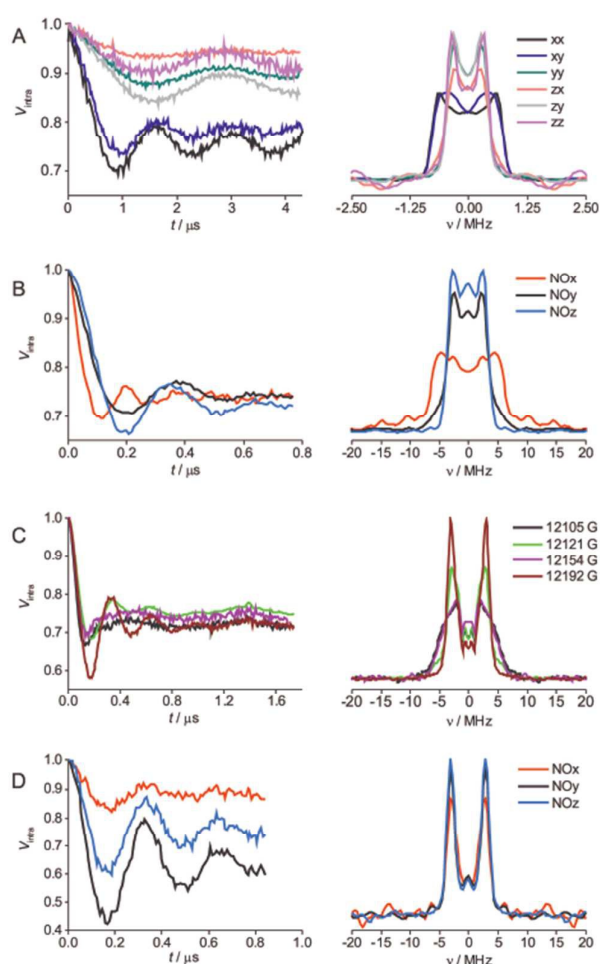 A
V intra
1.0
0.9
0.8
0.7
0 1 2 3 4
t / μs
xx
xy
yy
zx
zy
zz
-2.50 -1.25 0.00 1.25 2.50
ν / MHz
B
V intra
1.0
0.9
0.8
0.7
0.0 0.2 0.4 0.6 0.8
t / μs
NOx
NOy
NOz
-20 -15 -10 -5 0 5 10 15 20
ν / MHz
C
V intra
1.0
0.9
0.8
0.7
0.6
0.0 0.4 0.8 1.2 1.6
t / μs
12105 G
12121 G
12154 G
12192 G
-20 -15 -10 -5 0 5 10 15 20
ν / MHz
D
V intra
1.0
0.9
0.8
0.7
0.6
0.5
0.4
0.0 0.2 0.4 0.6 0.8 1
t / μs
NOx
NOy
NOz
-20 -15 -10 -5 0 5 10 15 20
ν / MHz